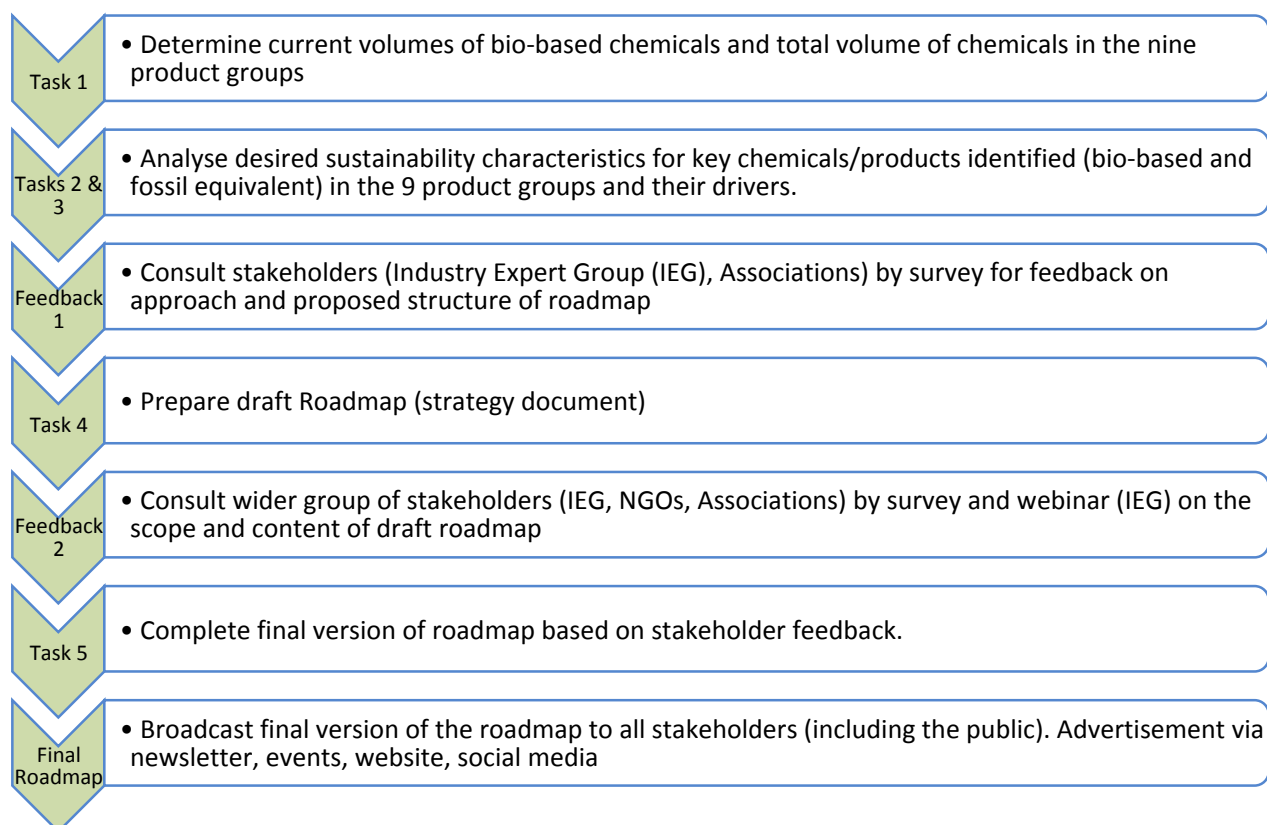 Task 1
• Determine current volumes of bio-based chemicals and total volume of chemicals in the nine
product groups
Tasks 2 &
3
• Analyse desired sustainability characteristics for key chemicals/products identified (bio-based and
fossil equivalent) in the 9 product groups and their drivers.
Feedback
1
• Consult stakeholders (Industry Expert Group (IEG), Associations) by survey for feedback on
approach and proposed structure of roadmap
Task 4
• Prepare draft Roadmap (strategy document)
Feedback
2
• Consult wider group of stakeholders (IEG, NGOs, Associations) by survey and webinar (IEG) on the
scope and content of draft roadmap
Task 5
• Complete final version of roadmap based on stakeholder feedback.
Final
Roadmap
• Broadcast final version of the roadmap to all stakeholders (including the public). Advertisement via
newsletter, events, website, social media